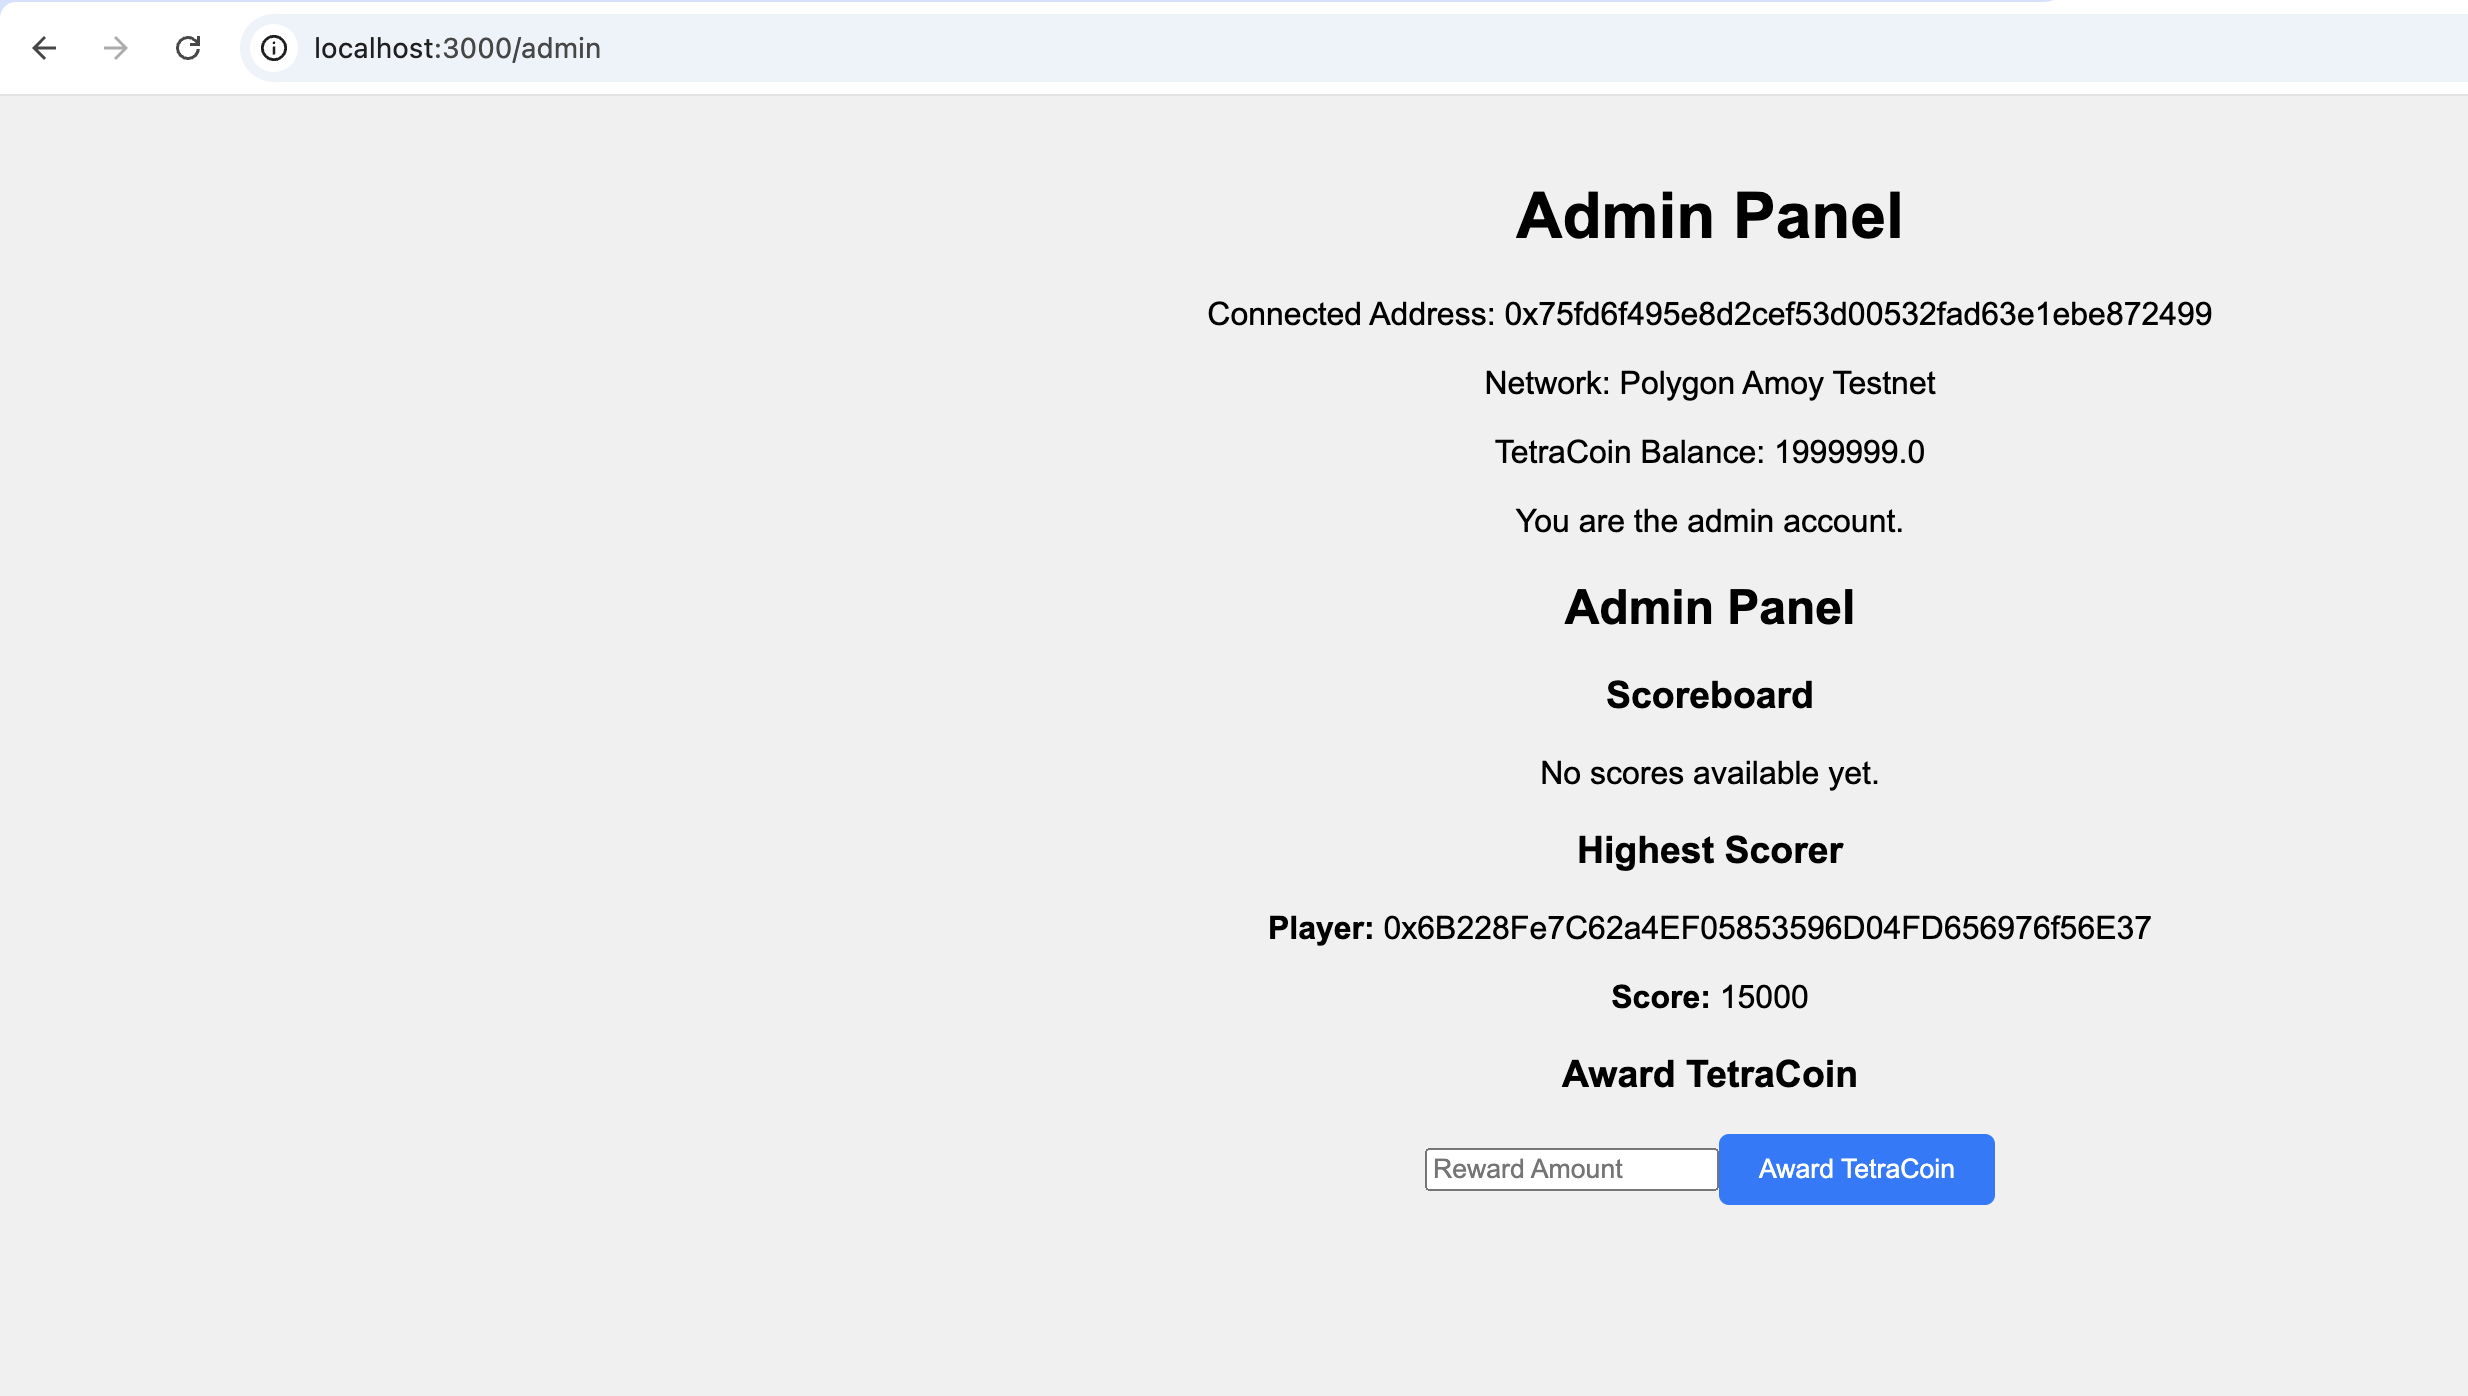 localhost:3000/admin
Admin Panel
Connected Address: 0x75fd6f495e8d2cef53d00532fad63e1ebe872499
Network: Polygon Amoy Testnet
TetraCoin Balance: 1999999.0
You are the admin account.
Admin Panel
Scoreboard
No scores available yet.
Highest Scorer
Player: 0x6B228Fe7C62a4EF05853596D04FD656976f56E37
Score: 15000
Award TetraCoin
Reward Amount Award TetraCoin